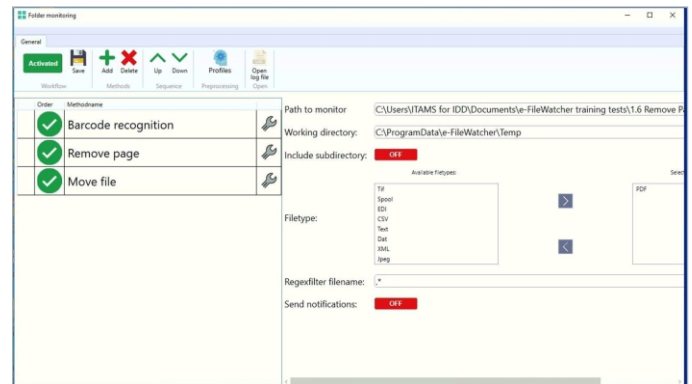 Folder monitoring
General
Activated
Save
Add
Delete
Up
Down
Profiles
Open
log file
Workflow
Methods
Sequence
Preprocessing
Open
Order
Methodname
Barcode recognition
Remove page
Move file
Path to monitor
C:\Users\ITAMS for IDD\Documents\e-FileWatcher training tests\1.6 Remove P
Working directory:
C:\ProgramData\e-FileWatcher\Temp
Include subdirectory:
OFF
Available filetypes:
Selec
Filetype:
Tif
Spool
EDI
CSV
Text
Dat
XML
Jpeg
PDF
Regexfilter filename:
.*
Send notifications:
OFF